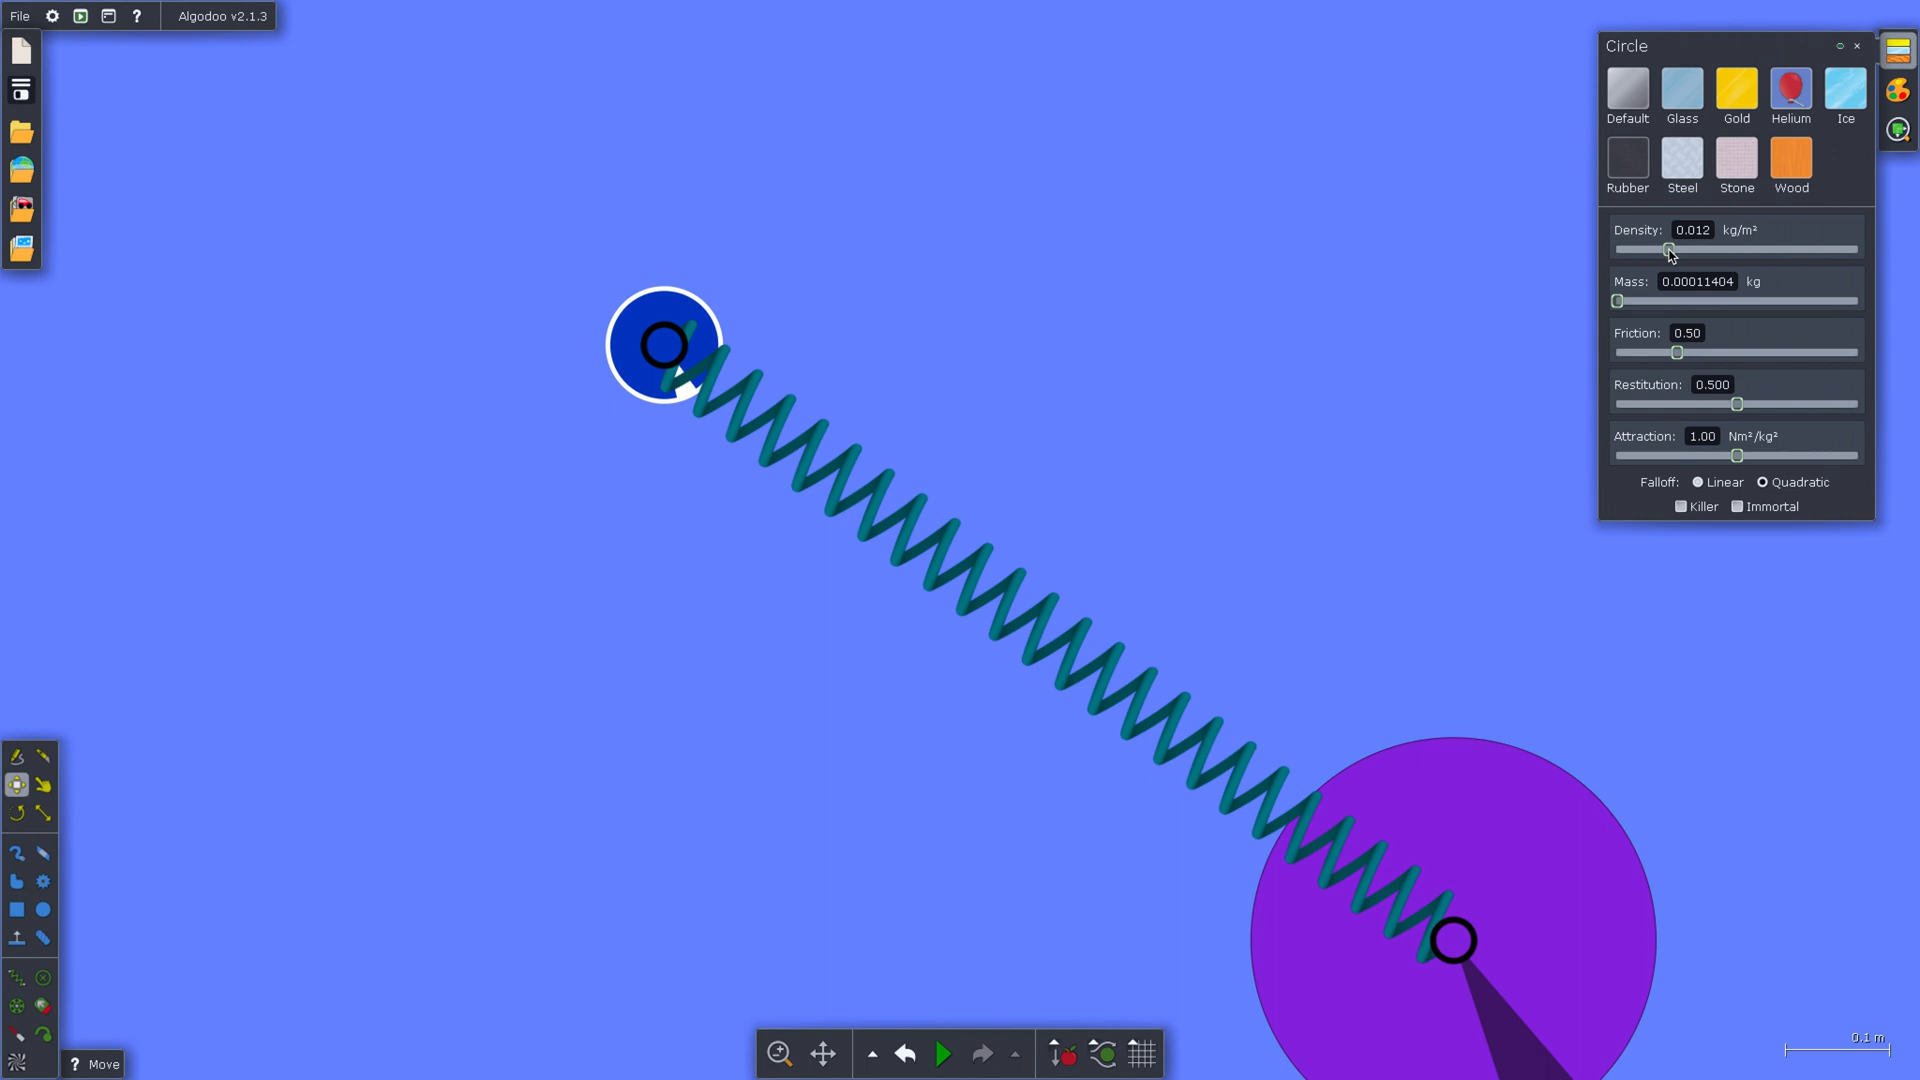 File ? Algodoo v2.1.3
Circle
Default Glass Gold Helium Ice
Rubber Steel Stone Wood
Density: 0.012 kg/m²
Mass: 0.00011404 kg
Friction: 0.50
Restitution: 0.500
Attraction: 1.00 Nm²/kg²
Falloff: Linear Quadratic
Killer Immortal
0.1 m
? Move